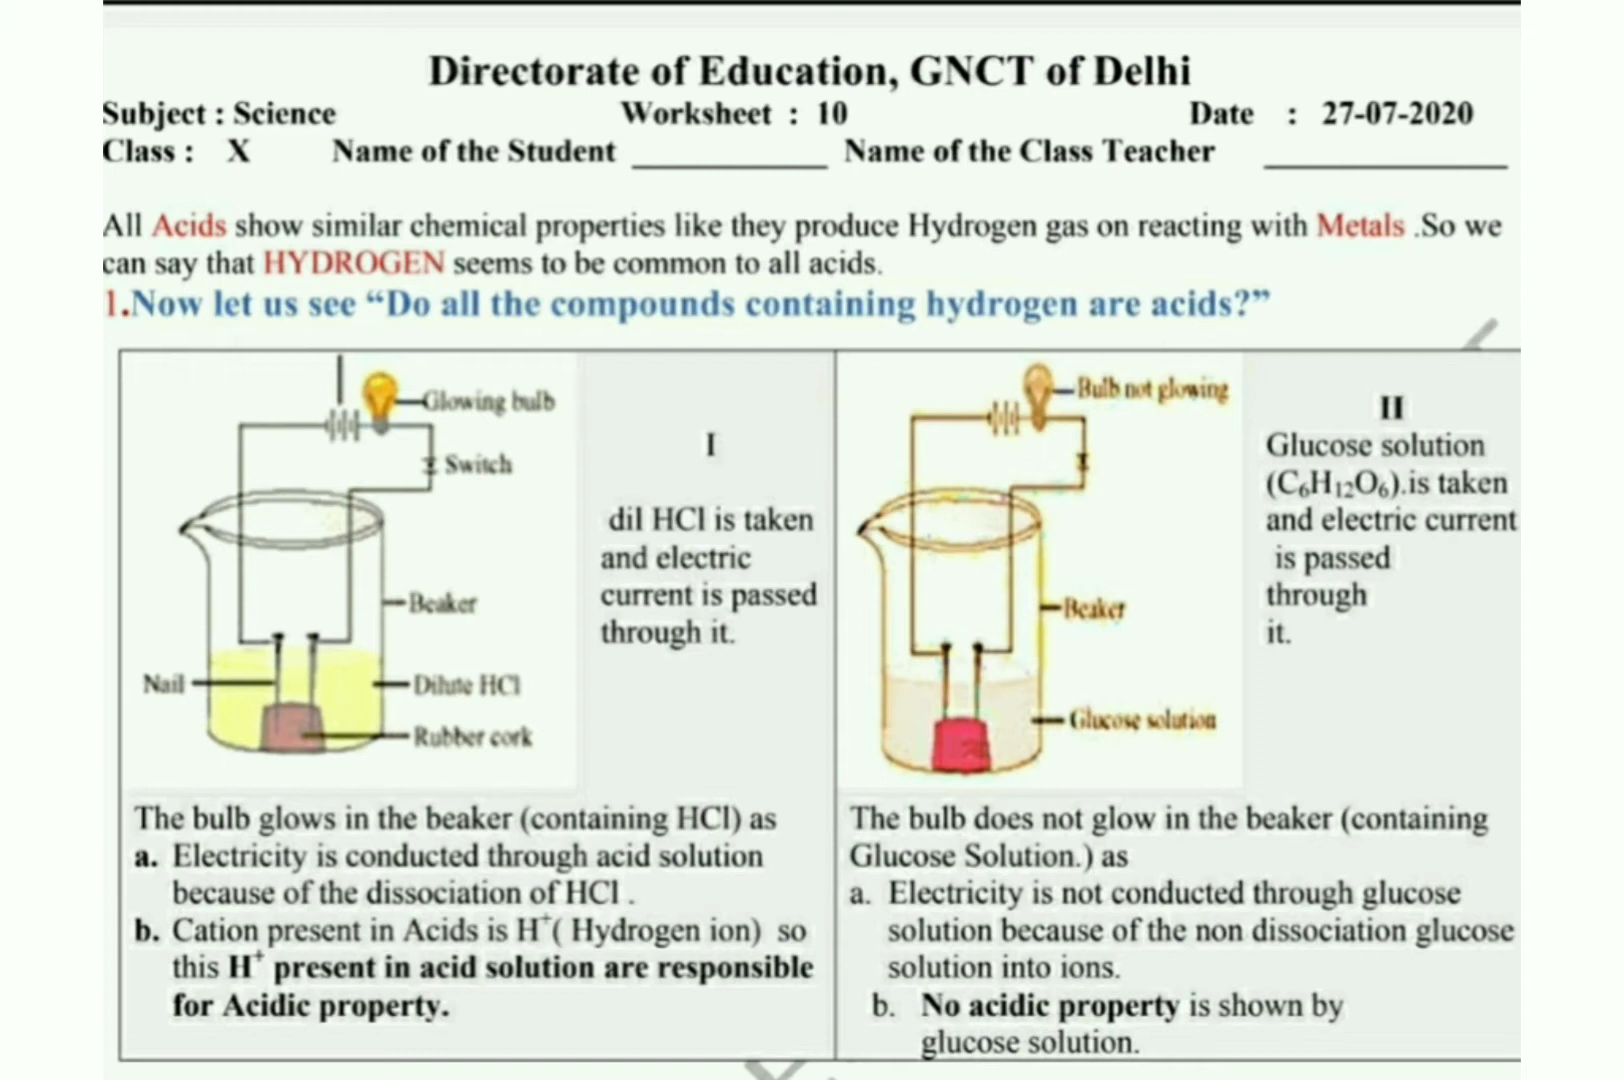 Directorate of Education, GNCT of Delhi
Subject : Science Worksheet : 10 Date : 27-07-2020
Class : X Name of the Student ____________ Name of the Class Teacher ____________
All Acids show similar chemical properties like they produce Hydrogen gas on reacting with Metals .So we
can say that HYDROGEN seems to be common to all acids.
1.Now let us see “Do all the compounds containing hydrogen are acids?”
Glowing bulb
Switch
Beaker
Nail
Dilute HCl
Rubber cork
I
dil HCl is taken
and electric
current is passed
through it.
The bulb glows in the beaker (containing HCl) as
a. Electricity is conducted through acid solution
because of the dissociation of HCl .
b. Cation present in Acids is H⁺( Hydrogen ion) so
this H⁺ present in acid solution are responsible
for Acidic property.
Bulb not glowing
Beaker
Glucose solution
II
Glucose solution
(C₆H₁₂O₆).is taken
and electric current
is passed
through
it.
The bulb does not glow in the beaker (containing
Glucose Solution.) as
a. Electricity is not conducted through glucose
solution because of the non dissociation glucose
solution into ions.
b. No acidic property is shown by
glucose solution.